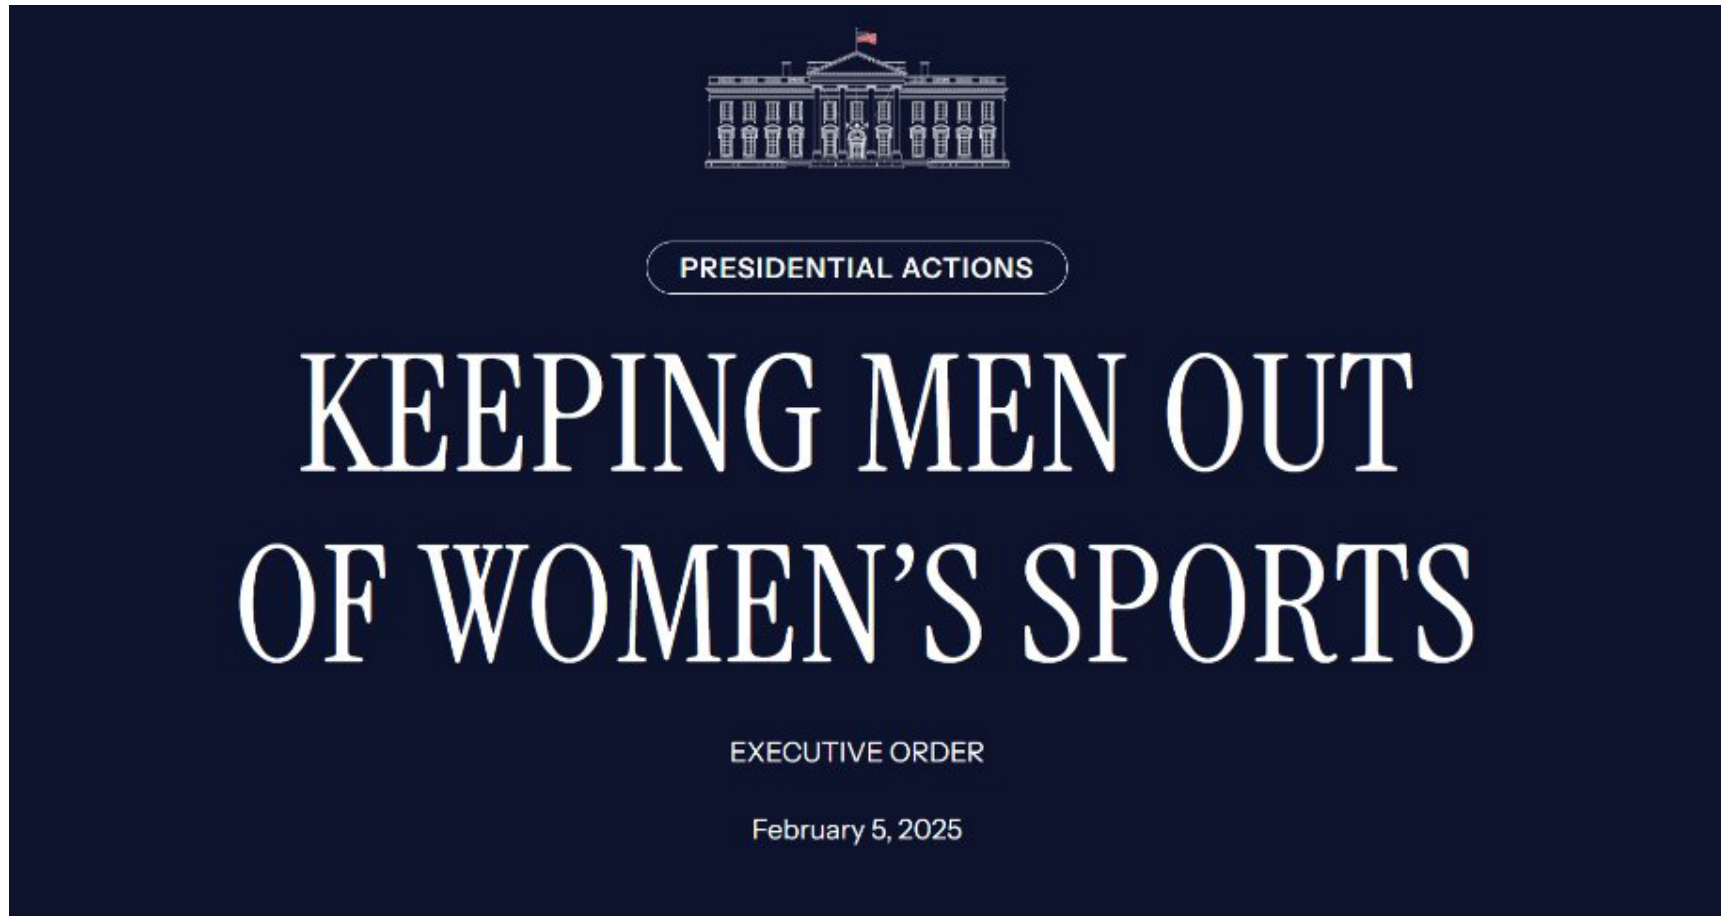 PRESIDENTIAL ACTIONS
KEEPING MEN OUT
OF WOMEN’S SPORTS
EXECUTIVE ORDER
February 5, 2025